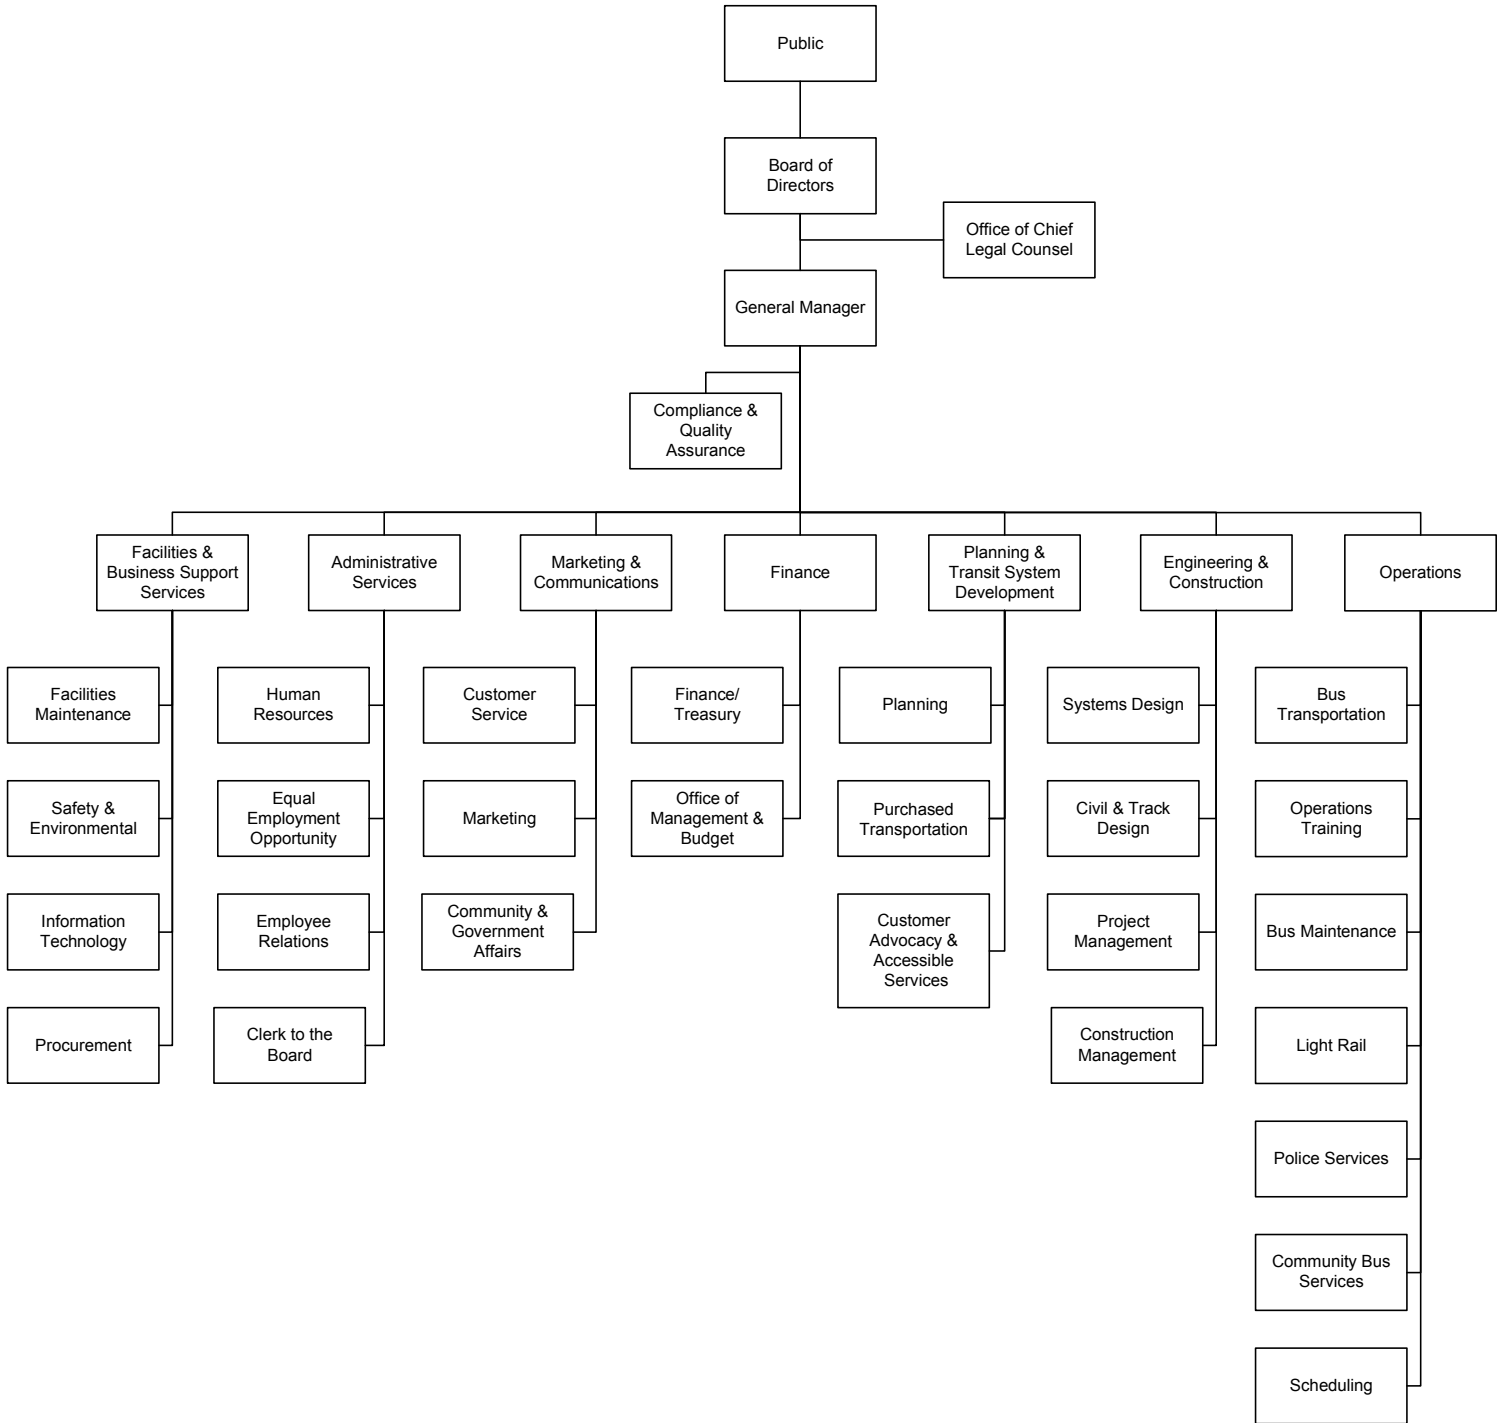 Public
Board of
Directors
Office of Chief
Legal Counsel
General Manager
Compliance &
Quality
Assurance
Facilities &
Business Support
Services
Administrative
Services
Marketing &
Communications
Finance
Planning &
Transit System
Development
Engineering &
Construction
Operations
Facilities
Maintenance
Human
Resources
Customer
Service
Finance/
Treasury
Planning
Systems Design
Bus
Transportation
Safety &
Environmental
Equal
Employment
Opportunity
Marketing
Office of
Management &
Budget
Purchased
Transportation
Civil & Track
Design
Operations
Training
Information
Technology
Employee
Relations
Community &
Government
Affairs
Customer
Advocacy &
Accessible
Services
Project
Management
Bus Maintenance
Procurement
Clerk to the
Board
Construction
Management
Light Rail
Police Services
Community Bus
Services
Scheduling